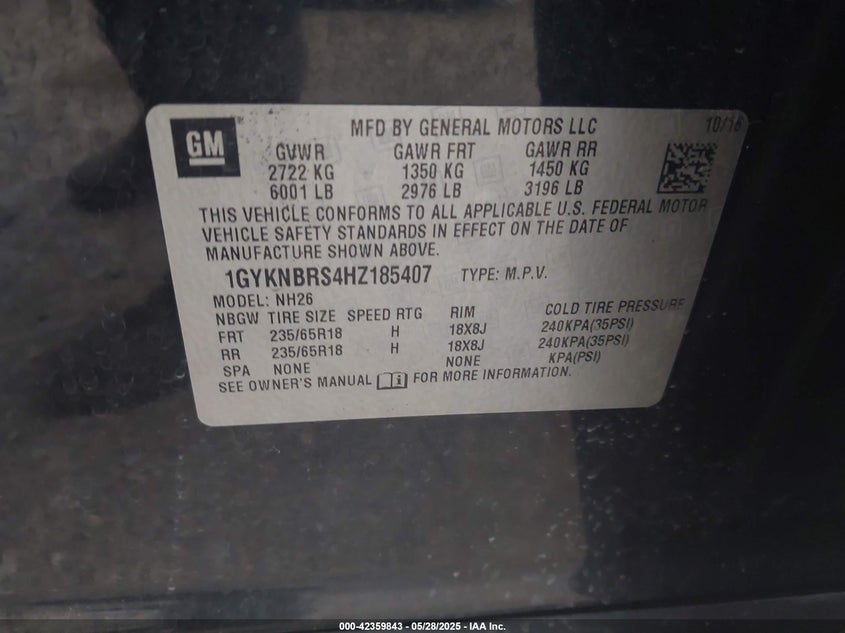 GM
MFD BY GENERAL MOTORS LLC 10/16
GVWR GAWR FRT GAWR RR
2722 KG 1350 KG 1450 KG
6001 LB 2976 LB 3196 LB
THIS VEHICLE CONFORMS TO ALL APPLICABLE U.S. FEDERAL MOTOR
VEHICLE SAFETY STANDARDS IN EFFECT ON THE DATE OF
MANUFACTURE SHOWN ABOVE.
1GYKNBRS4HZ185407 TYPE: M.P.V.
MODEL: NH26
NBGW TIRE SIZE SPEED RTG RIM COLD TIRE PRESSURE
FRT 235/65R18 H 18X8J 240KPA(35PSI)
RR 235/65R18 H 18X8J 240KPA(35PSI)
SPA NONE NONE KPA(PSI)
SEE OWNER'S MANUAL FOR MORE INFORMATION.
000-42359843 - 05/28/2025 - IAA Inc.